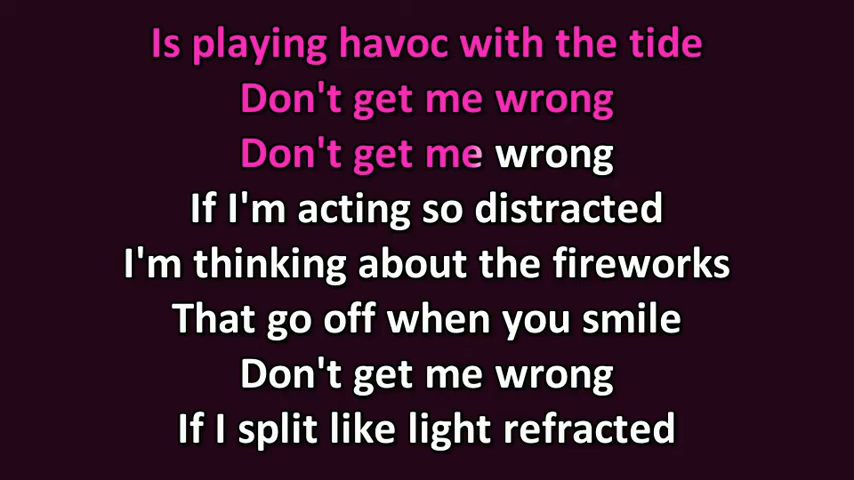 Is playing havoc with the tide
Don't get me wrong
Don't get me wrong
If I'm acting so distracted
I'm thinking about the fireworks
That go off when you smile
Don't get me wrong
If I split like light refracted